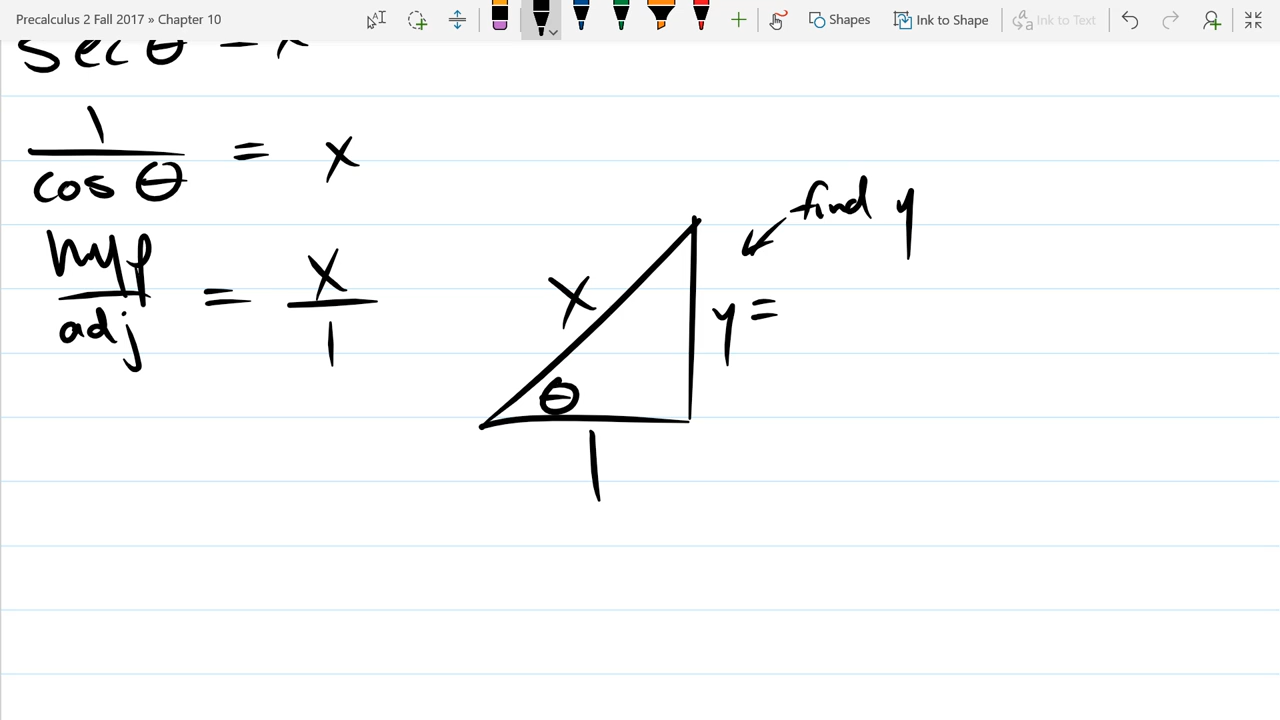 Precalculus 2 Fall 2017 » Chapter 10
Shapes
Ink to Shape
Ink to Text
sec θ = x
1
cos θ
= x
hyp
adj
= x
1
x
θ
1
y =
find y